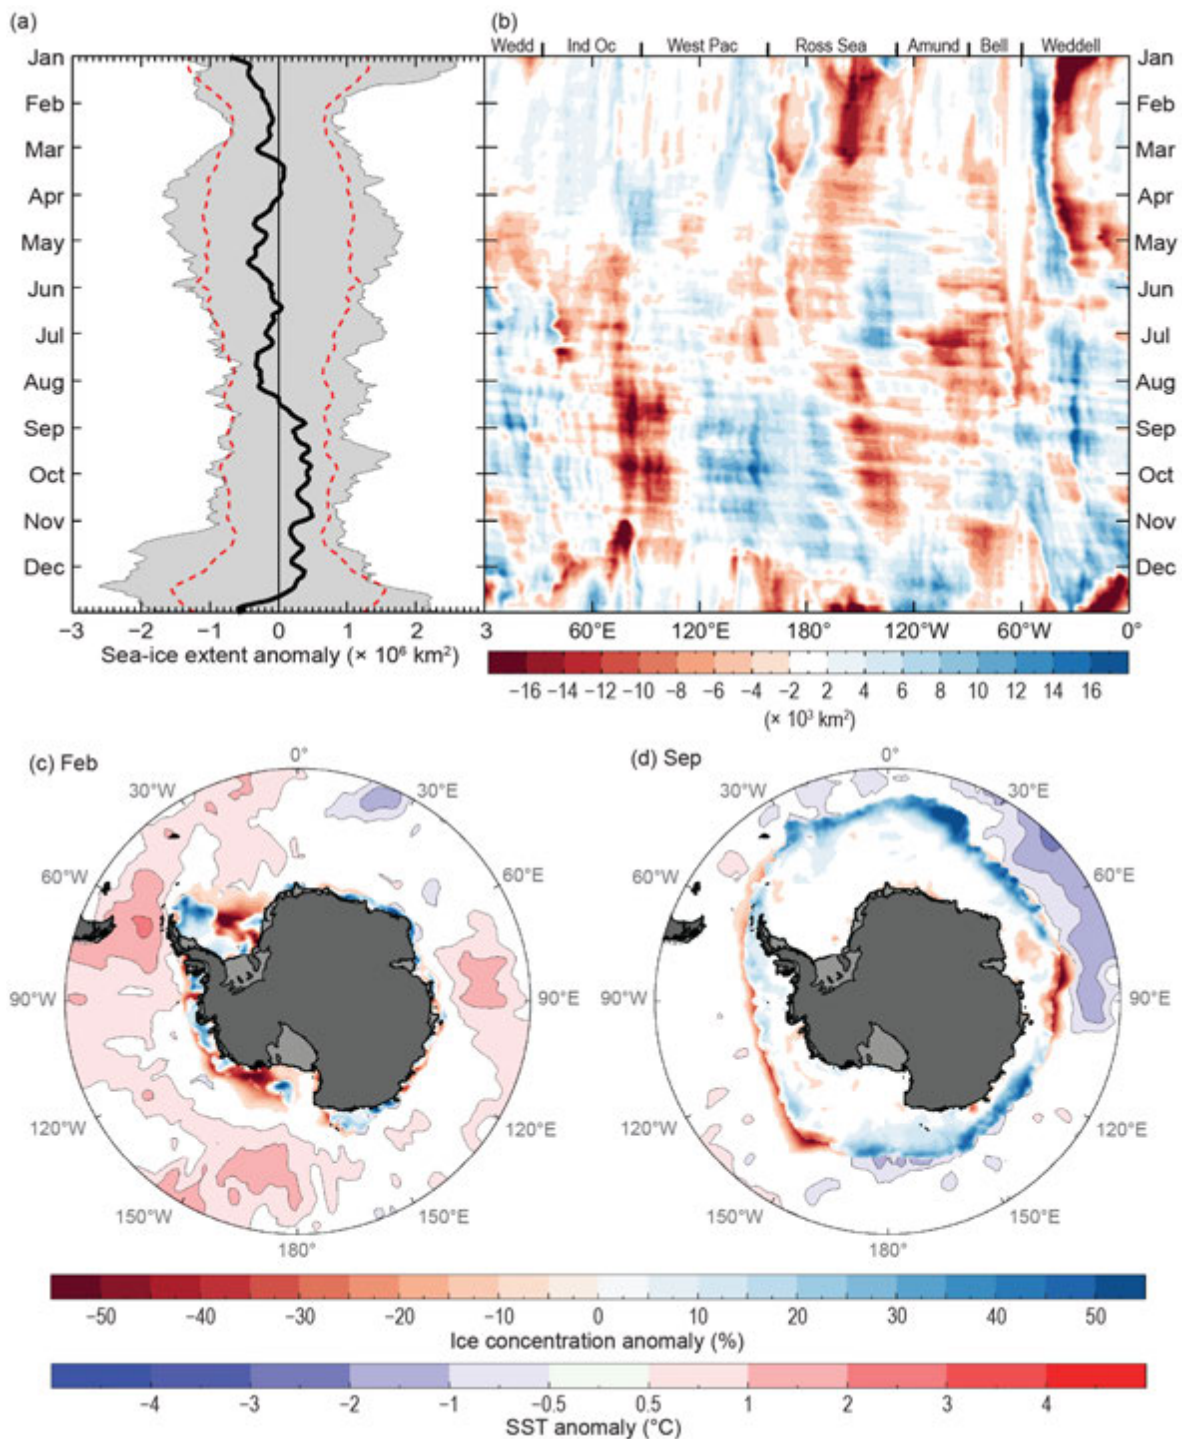 (a)
(b)
Wedd Ind Oc West Pac Ross Sea Amund Bell Weddell
Jan Jan
Feb Feb
Mar Mar
Apr Apr
May May
Jun Jun
Jul Jul
Aug Aug
Sep Sep
Oct Oct
Nov Nov
Dec Dec
−3 −2 −1 0 1 2 3 60°E 120°E 180° 120°W 60°W 0°
Sea-ice extent anomaly (× 10⁶ km²)
−16 −14 −12 −10 −8 −6 −4 −2 2 4 6 8 10 12 14 16
(× 10³ km²)
(c) Feb
0°
30°W 30°E
60°W 60°E
90°W 90°E
120°W 120°E
150°W 150°E
180°
(d) Sep
0°
30°W 30°E
60°W 60°E
90°W 90°E
120°W 120°E
150°W 150°E
180°
−50 −40 −30 −20 −10 0 10 20 30 40 50
Ice concentration anomaly (%)
−4 −3 −2 −1 −0.5 0.5 1 2 3 4
SST anomaly (°C)